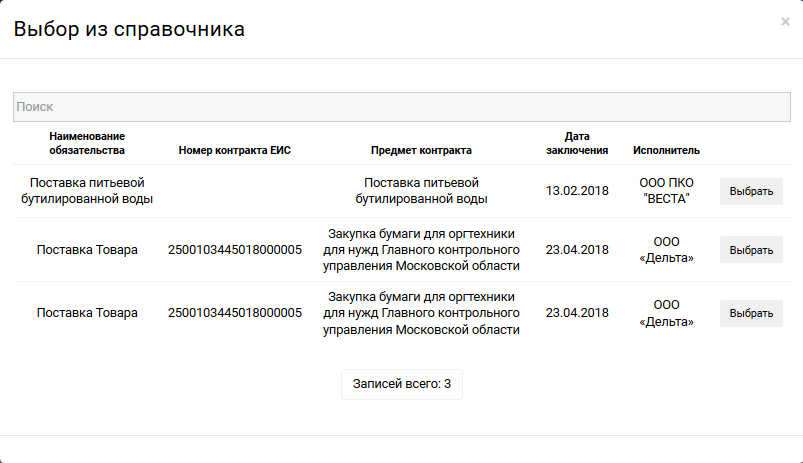 Выбор из справочника
×
Поиск
Наименование обязательства Номер контракта ЕИС Предмет контракта Дата заключения Исполнитель
Поставка питьевой бутилированной воды Поставка питьевой бутилированной воды 13.02.2018 ООО ПКО "ВЕСТА" Выбрать
Поставка Товара 2500103445018000005 Закупка бумаги для оргтехники для нужд Главного контрольного управления Московской области 23.04.2018 ООО «Дельта» Выбрать
Поставка Товара 2500103445018000005 Закупка бумаги для оргтехники для нужд Главного контрольного управления Московской области 23.04.2018 ООО «Дельта» Выбрать
Записей всего: 3